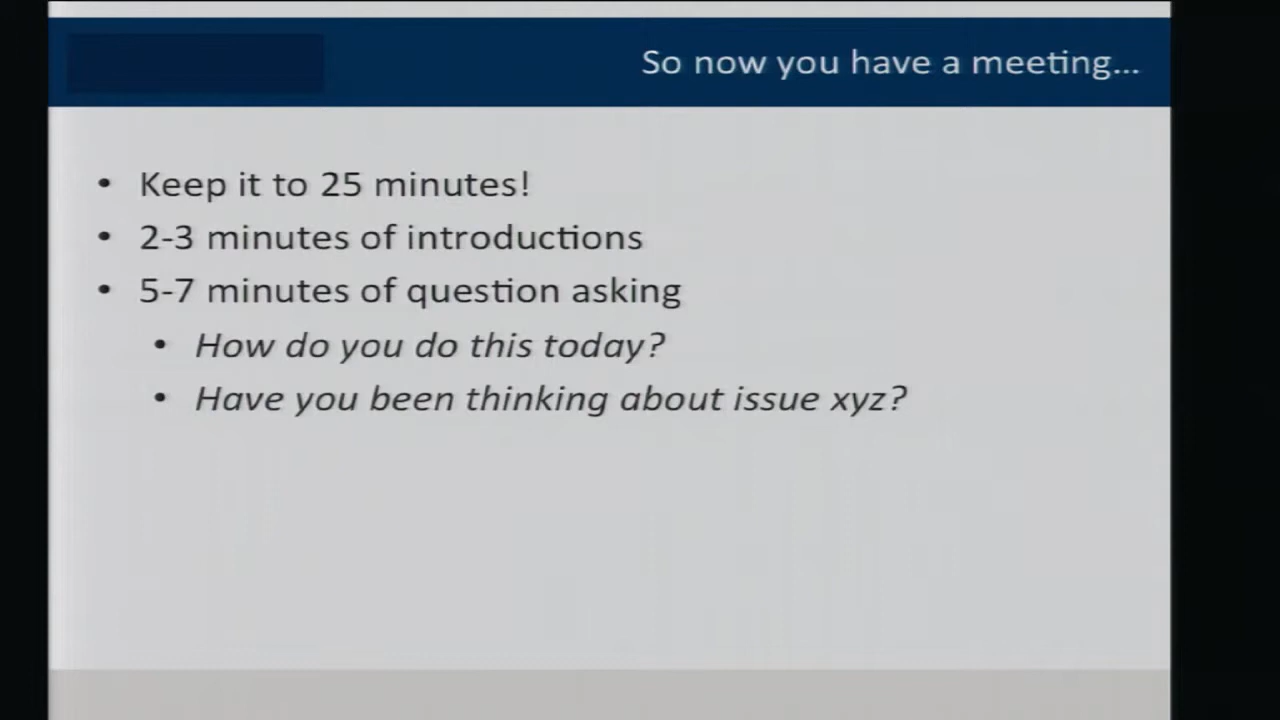 So now you have a meeting...
• Keep it to 25 minutes!
• 2-3 minutes of introductions
• 5-7 minutes of question asking
• How do you do this today?
• Have you been thinking about issue xyz?